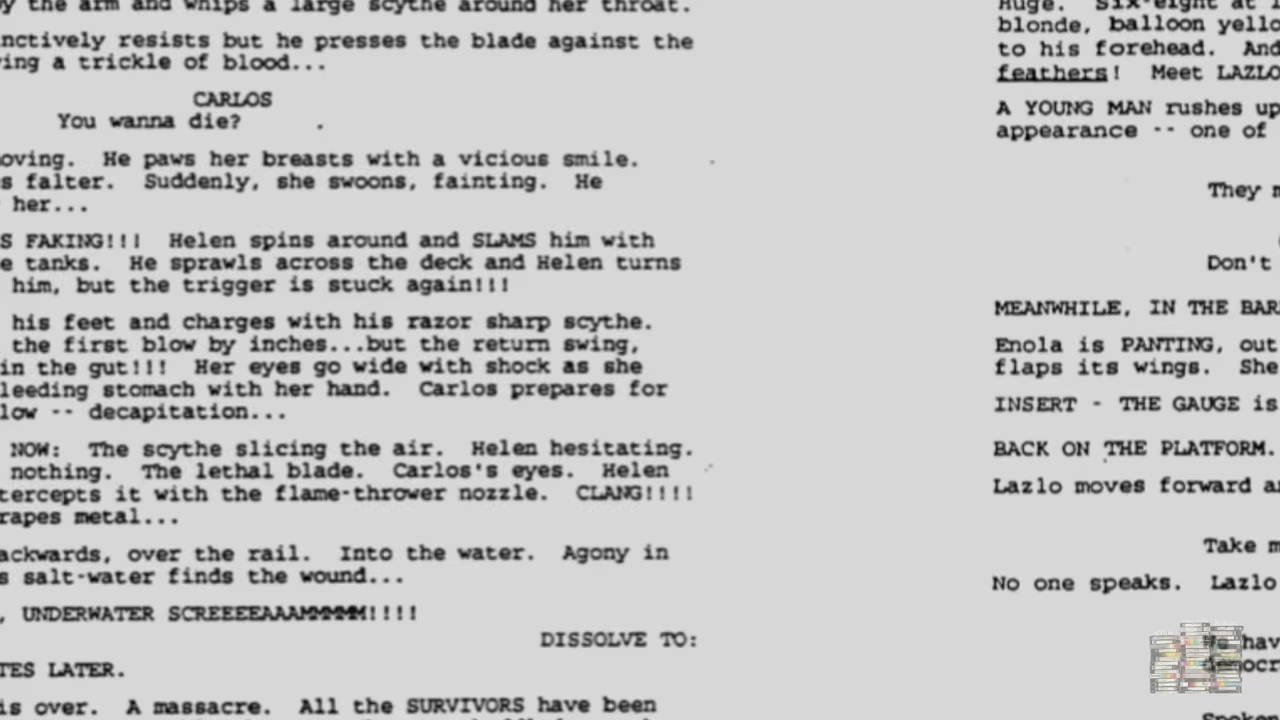 by the arm and whips a large scythe around her throat.
nctively resists but he presses the blade against the
ving a trickle of blood...
CARLOS
You wanna die?
oving. He paws her breasts with a vicious smile.
s falter. Suddenly, she swoons, fainting. He
her...
S FAKING!!! Helen spins around and SLAMS him with
e tanks. He sprawls across the deck and Helen turns
him, but the trigger is stuck again!!!
his feet and charges with his razor sharp scythe.
the first blow by inches...but the return swing,
in the gut!!! Her eyes go wide with shock as she
leeding stomach with her hand. Carlos prepares for
low -- decapitation...
NOW: The scythe slicing the air. Helen hesitating.
nothing. The lethal blade. Carlos's eyes. Helen
tercepts it with the flame-thrower nozzle. CLANG!!!!
rapes metal...
ackwards, over the rail. Into the water. Agony in
s salt-water finds the wound...
, UNDERWATER SCREEEEAAAMMMMM!!!!
DISSOLVE TO:
TES LATER.
is over. A massacre. All the SURVIVORS have been
Huge. Six-eight at l
blonde, balloon yello
to his forehead. And
feathers! Meet LAZLO
A YOUNG MAN rushes up
appearance -- one of
They m
Don't
MEANWHILE, IN THE BAR
Enola is PANTING, out
flaps its wings. She
INSERT - THE GAUGE is
BACK ON THE PLATFORM.
Lazlo moves forward an
Take m
No one speaks. Lazlo
We hav
democr
Spoken